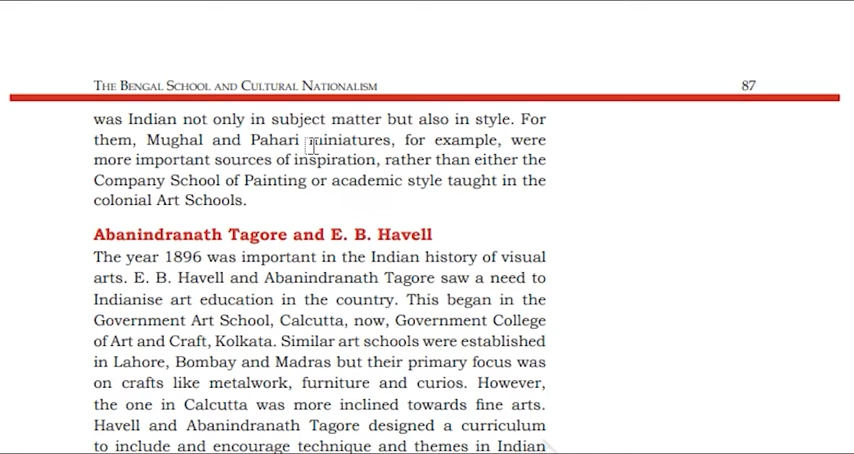 THE BENGAL SCHOOL AND CULTURAL NATIONALISM 87
was Indian not only in subject matter but also in style. For
them, Mughal and Pahari miniatures, for example, were
more important sources of inspiration, rather than either the
Company School of Painting or academic style taught in the
colonial Art Schools.
Abanindranath Tagore and E. B. Havell
The year 1896 was important in the Indian history of visual
arts. E. B. Havell and Abanindranath Tagore saw a need to
Indianise art education in the country. This began in the
Government Art School, Calcutta, now, Government College
of Art and Craft, Kolkata. Similar art schools were established
in Lahore, Bombay and Madras but their primary focus was
on crafts like metalwork, furniture and curios. However,
the one in Calcutta was more inclined towards fine arts.
Havell and Abanindranath Tagore designed a curriculum
to include and encourage technique and themes in Indian